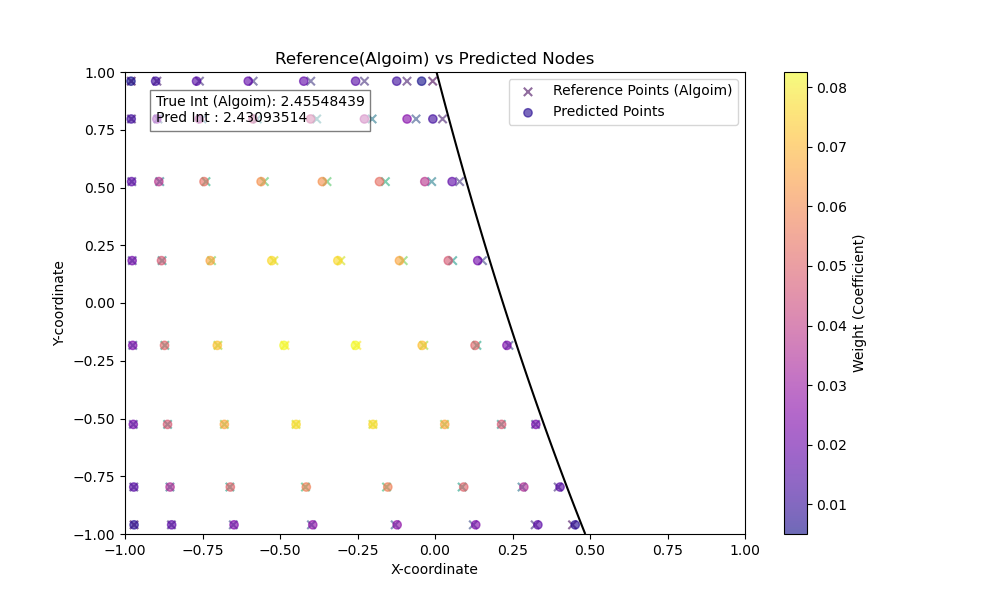 Reference(Algoim) vs Predicted Nodes
True Int (Algoim): 2.45548439
Pred Int : 2.43093514
Reference Points (Algoim)
Predicted Points
Y-coordinate
1.00
0.75
0.50
0.25
0.00
−0.25
−0.50
−0.75
−1.00
−1.00 −0.75 −0.50 −0.25 0.00 0.25 0.50 0.75 1.00
X-coordinate
0.08
0.07
0.06
0.05
0.04
0.03
0.02
0.01
Weight (Coefficient)